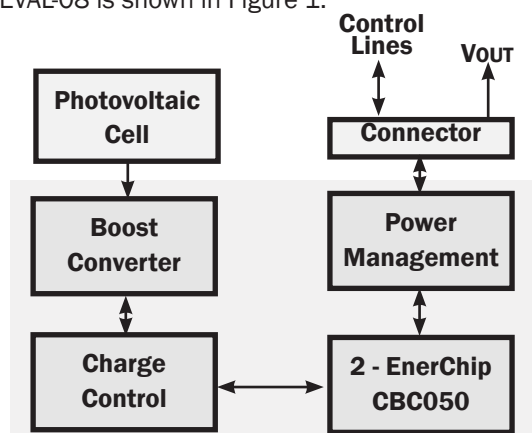 EVAL-08 is shown in Figure 1.
Control
Lines
VOUT
Photovoltaic
Cell
Connector
Boost
Converter
Power
Management
Charge
Control
2 - EnerChip
CBC050